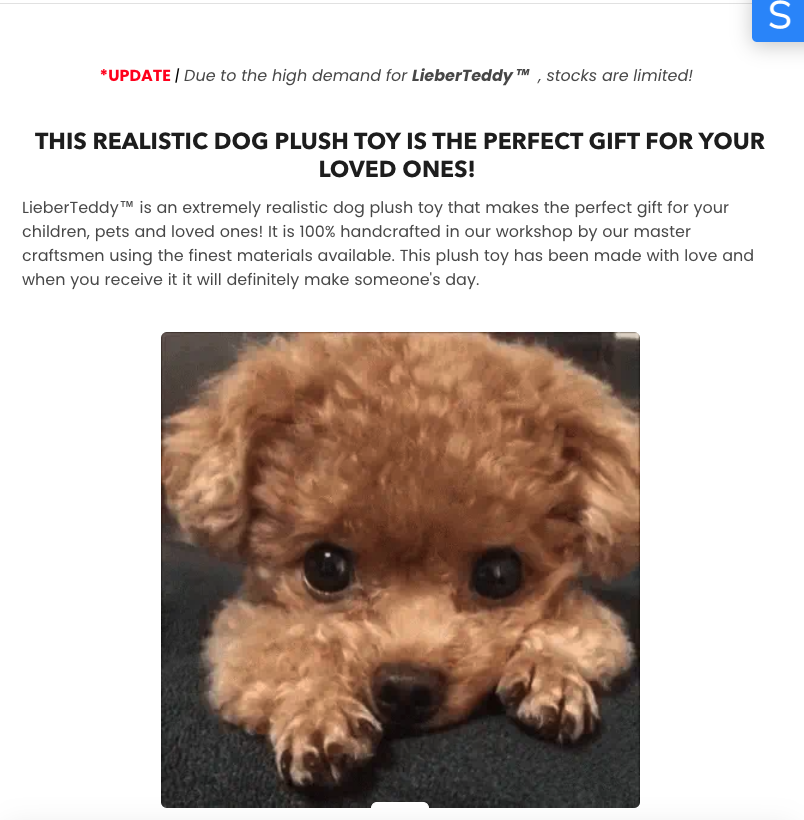 S
*UPDATE | Due to the high demand for LieberTeddy™ , stocks are limited!
THIS REALISTIC DOG PLUSH TOY IS THE PERFECT GIFT FOR YOUR
LOVED ONES!
LieberTeddy™ is an extremely realistic dog plush toy that makes the perfect gift for your
children, pets and loved ones! It is 100% handcrafted in our workshop by our master
craftsmen using the finest materials available. This plush toy has been made with love and
when you receive it it will definitely make someone's day.